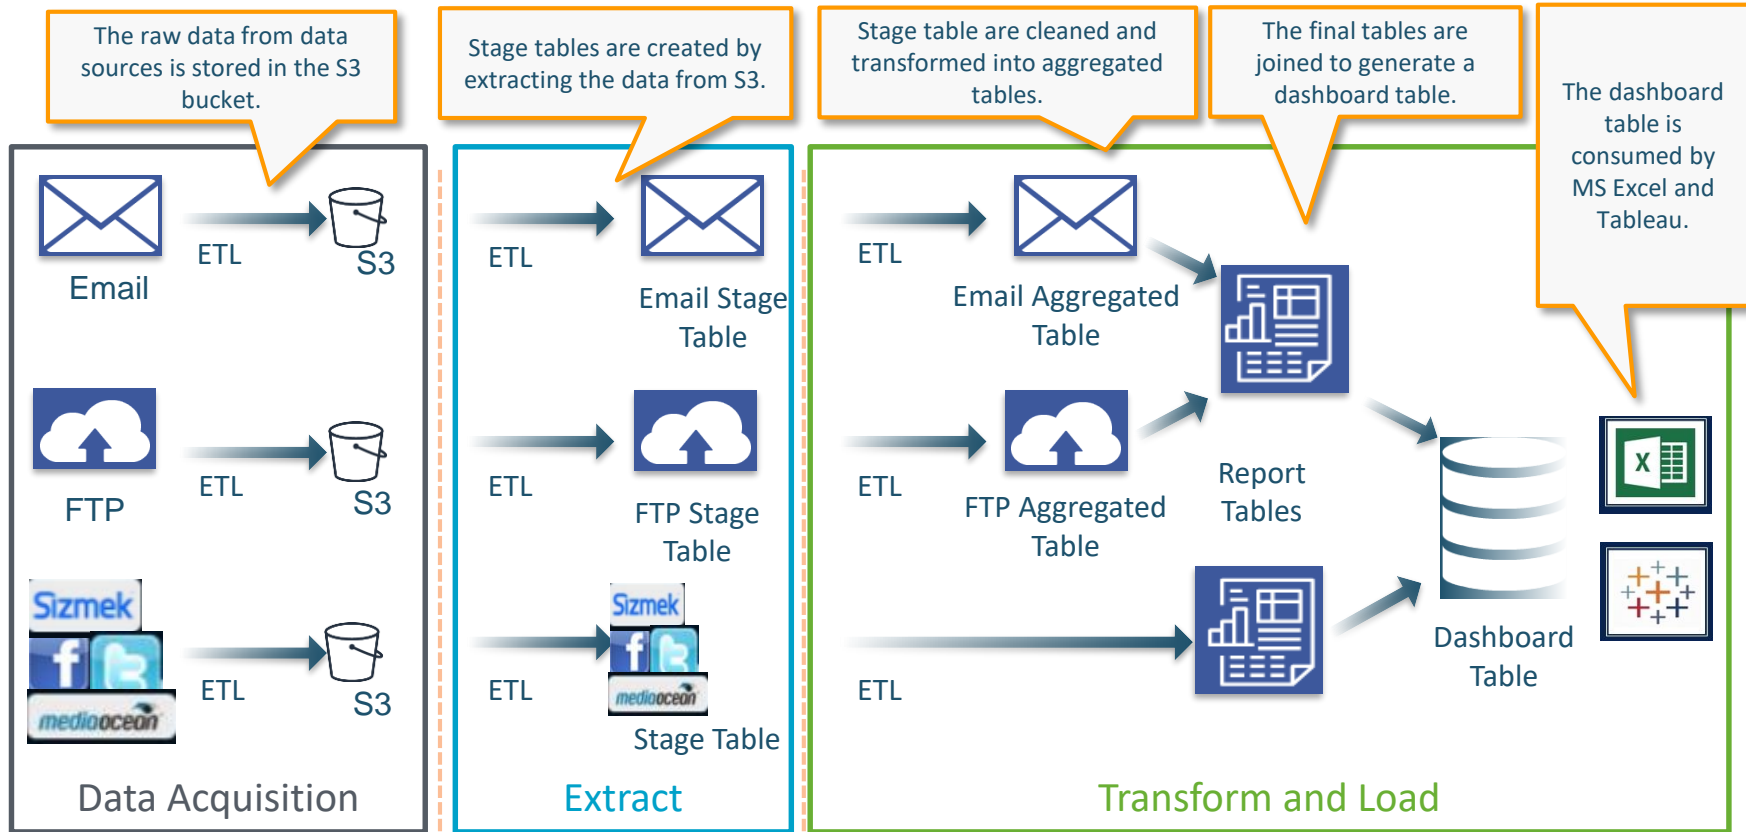 The raw data from data
sources is stored in the S3
bucket.
Stage tables are created by
extracting the data from S3.
Stage table are cleaned and
transformed into aggregated
tables.
The final tables are
joined to generate a
dashboard table.
The dashboard
table is
consumed by
MS Excel and
Tableau.
ETL
S3
Email
ETL
Email Stage
Table
ETL
Email Aggregated
Table
ETL
S3
FTP
ETL
FTP Stage
Table
ETL
FTP Aggregated
Table
Report
Tables
X
Sizmek
f
t
mediaocean
ETL
S3
Sizmek
f
t
mediaocean
ETL
Stage Table
ETL
Dashboard
Table
Data Acquisition
Extract
Transform and Load